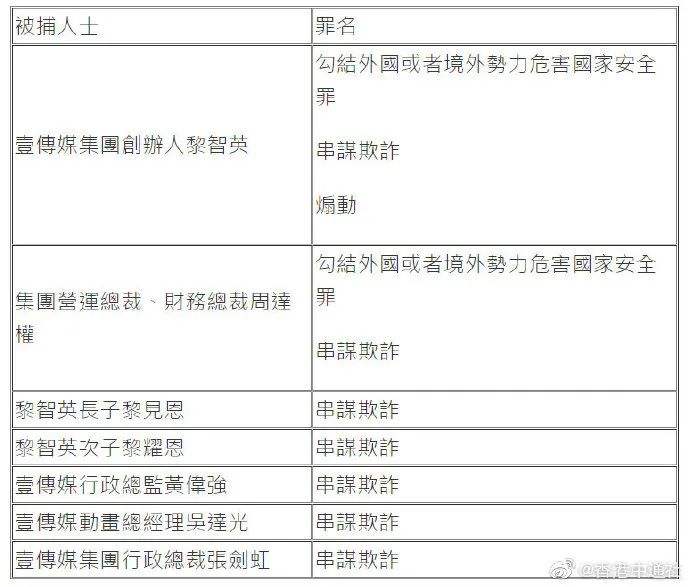 被捕人士
罪名
壹傳媒集團創辦人黎智英
勾結外國或者境外勢力危害國家安全
罪
串謀欺詐
煽動
集團營運總裁、財務總裁周達
權
勾結外國或者境外勢力危害國家安全
罪
串謀欺詐
黎智英長子黎見恩
串謀欺詐
黎智英次子黎耀恩
串謀欺詐
壹傳媒行政總監黃偉強
串謀欺詐
壹傳媒動畫總經理吳達光
串謀欺詐
壹傳媒集團行政總裁張劍虹
串謀欺詐
@香港申通社